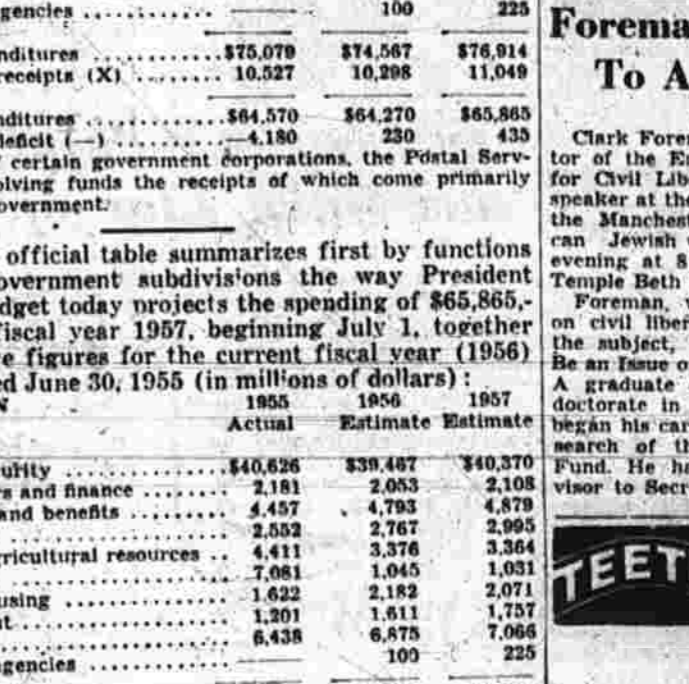 gencies ............ ——— 100 225
nditures ............ $75,079 $74,567 $76,914
receipts (X) ......... 10,527 10,298 11,049
nditures ............ $64,570 $64,270 $65,865
deficit (—) .......... —4,180 230 435
certain government corporations, the Postal Serv-
olving funds the receipts of which come primarily
overnment.
official table summarizes first by functions
overnment subdivisions the way President
dget today projects the spending of $65,865,-
fiscal year 1957, beginning July 1, together
e figures for the current fiscal year (1956)
ed June 30, 1955 (in millions of dollars):
N 1955 1956 1957
Actual Estimate Estimate
curity .............. $40,626 $39,467 $40,370
s and finance ........ 2,181 2,053 2,108
and benefits ......... 4,457 4,793 4,879
.................... 2,552 2,767 2,995
gricultural resources .. 4,411 3,376 3,364
.................... 7,081 1,045 1,031
using ............... 1,622 2,182 2,071
t ................... 1,201 1,611 1,757
.................... 6,438 6,875 7,066
gencies ............. ——— 100 225
Forema
To A
Clark Forem
tor of the E
for Civil Lib
speaker at the
the Manchest
can Jewish
evening at 8
Temple Beth
Foreman,
on civil liber
the subject,
Be an Issue o
A graduate
doctorate in
began his car
search of th
Fund. He ha
visor to Secr
TEET